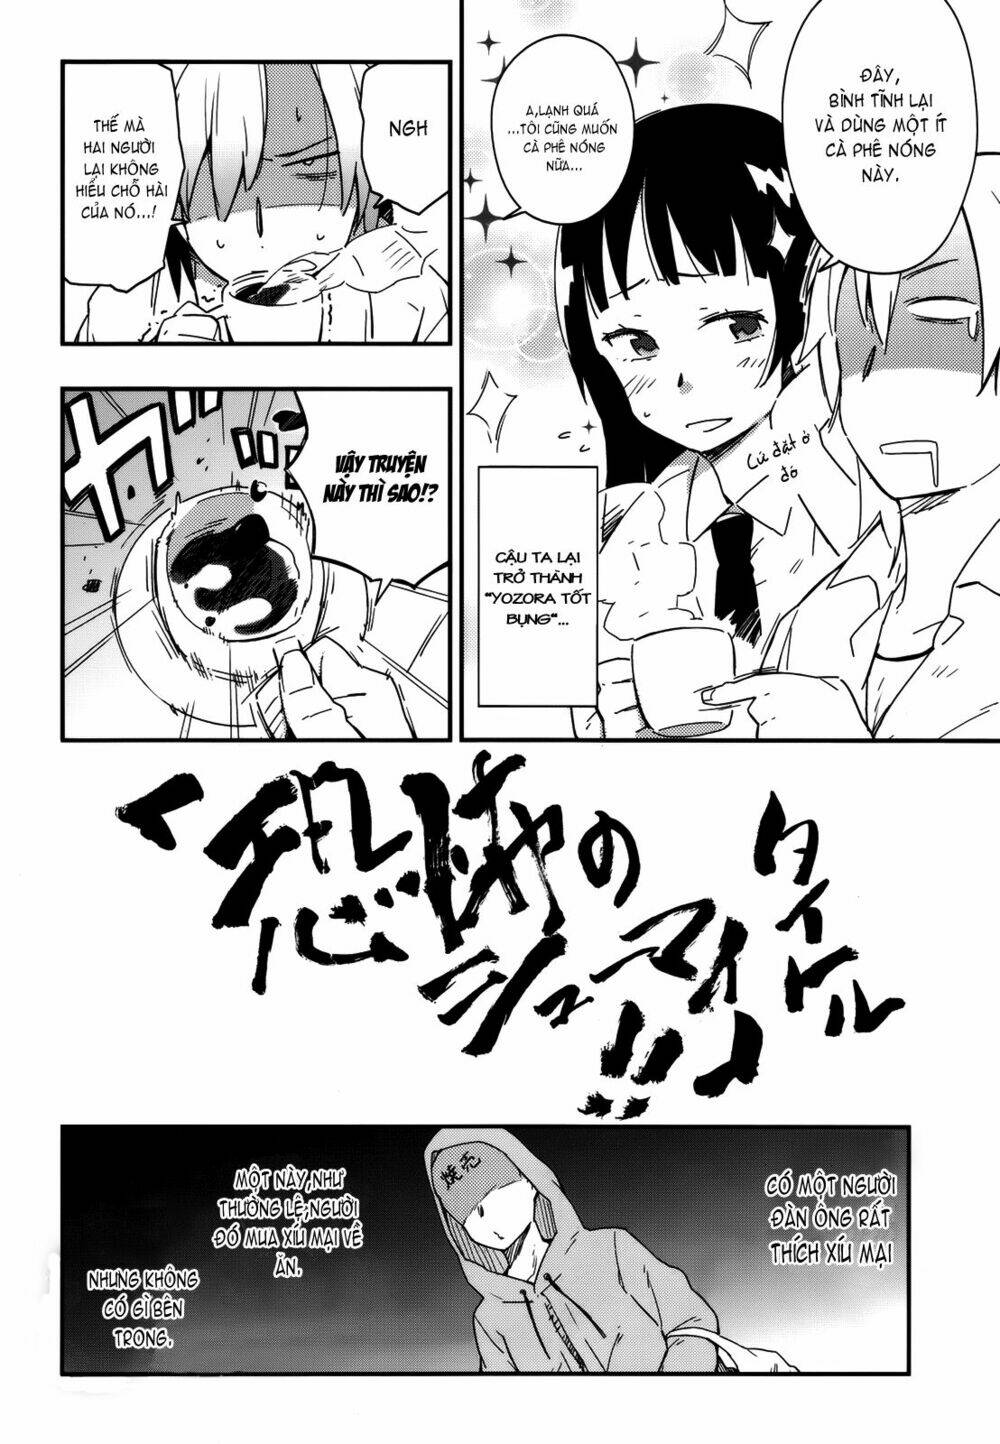 ĐÂY,
BÌNH TĨNH LẠI
VÀ DÙNG MỘT ÍT
CÀ PHÊ NÓNG
NÀY.
A,LẠNH QUÁ
...TÔI CŨNG MUỐN
CÀ PHÊ NÓNG
NỮA...
Cứ đặt ở
đó
CẬU TA LẠI
TRỞ THÀNH
“YOZORA TỐT
BỤNG“...
NGH
THẾ MÀ
HAI NGƯỜI
LẠI KHÔNG
HIỂU CHỖ HÀI
CỦA NÓ...!
VẬY TRUYỆN
NÀY THÌ SAO!?
タイトル
「恐怖の
シューマイ」
!!
CÓ MỘT NGƯỜI
ĐÀN ÔNG RẤT
THÍCH XÍU MẠI
焼売
MỘT NÀY,NHƯ
THƯỜNG LỆ;NGƯỜI
ĐÓ MUA XÍU MẠI VỀ
ĂN.
NHƯNG KHÔNG
CÓ GÌ BÊN
TRONG.